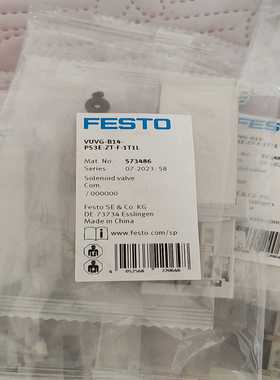 FESTO
VUVG-B14-
P53E-ZT-F-1T1L
Mat. No. 573486
Series 07-2023 58
Solenoid valve
Com.
/000000
Festo SE & Co. KG
DE 73734 Esslingen
Made in China
www.festo.com/sp